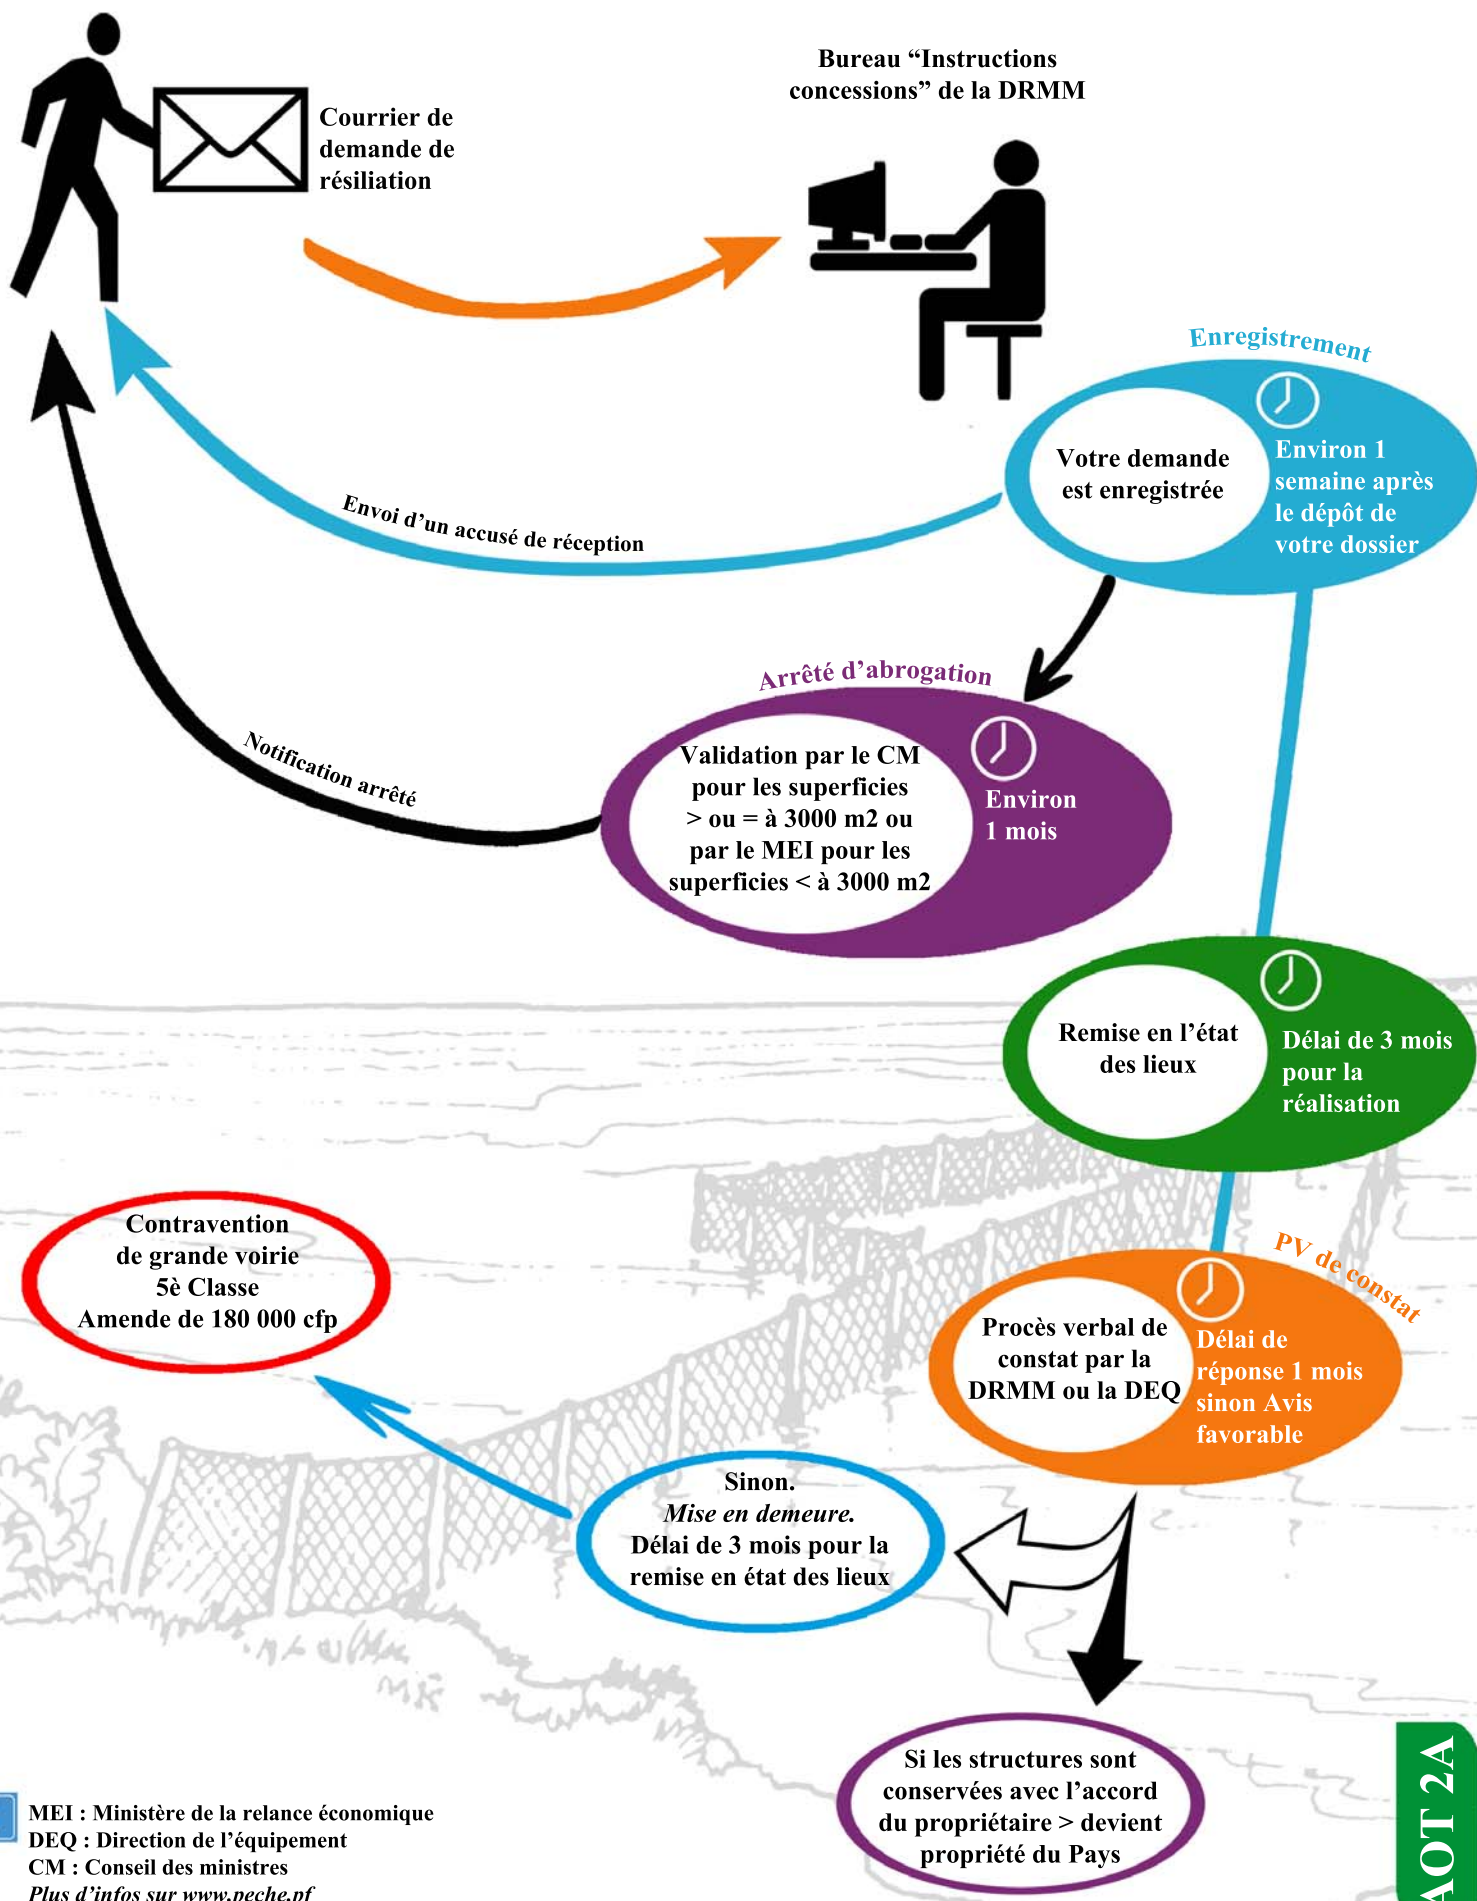 Bureau “Instructions
concessions” de la DRMM
Courrier de
demande de
résiliation
Enregistrement
Votre demande
est enregistrée
Environ 1
semaine après
le dépôt de
votre dossier
Envoi d’un accusé de réception
Arrêté d’abrogation
Validation par le CM
pour les superficies
> ou = à 3000 m2 ou
par le MEI pour les
superficies < à 3000 m2
Environ
1 mois
Notification arrêté
Remise en l’état
des lieux
Délai de 3 mois
pour la
réalisation
Contravention
de grande voirie
5è Classe
Amende de 180 000 cfp
PV de constat
Procès verbal de
constat par la
DRMM ou la DEQ
Délai de
réponse 1 mois
sinon Avis
favorable
Sinon.
Mise en demeure.
Délai de 3 mois pour la
remise en état des lieux
Si les structures sont
conservées avec l’accord
du propriétaire > devient
propriété du Pays
AOT 2A
MEI : Ministère de la relance économique
DEQ : Direction de l’équipement
CM : Conseil des ministres
Plus d’infos sur www.peche.pf